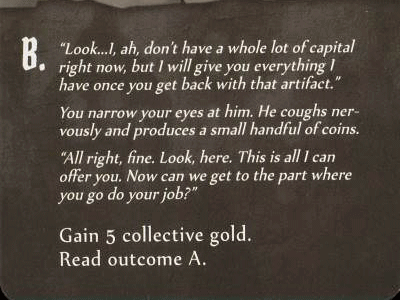 B. “Look...I, ah, don’t have a whole lot of capital
right now, but I will give you everything I
have once you get back with that artifact.”
You narrow your eyes at him. He coughs ner-
vously and produces a small handful of coins.
“All right, fine. Look, here. This is all I can
offer you. Now can we get to the part where
you go do your job?”
Gain 5 collective gold.
Read outcome A.